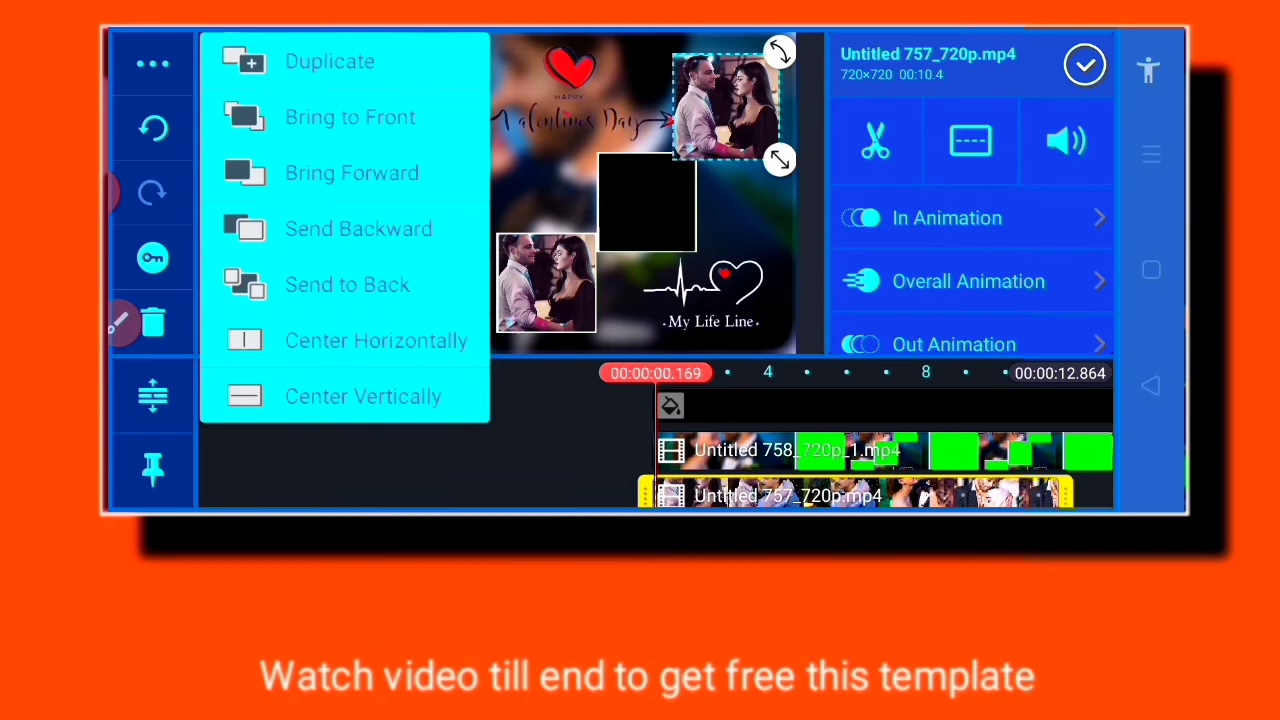 Duplicate
Bring to Front
Bring Forward
Send Backward
Send to Back
Center Horizontally
Center Vertically
HAPPY
Valentines Day
My Life Line
Untitled 757_720p.mp4
720×720 00:10.4
In Animation
Overall Animation
Out Animation
00:00:00.169
4
8
00:00:12.864
Untitled 758_720p_1.mp4
Untitled 757_720p.mp4
Watch video till end to get free this template